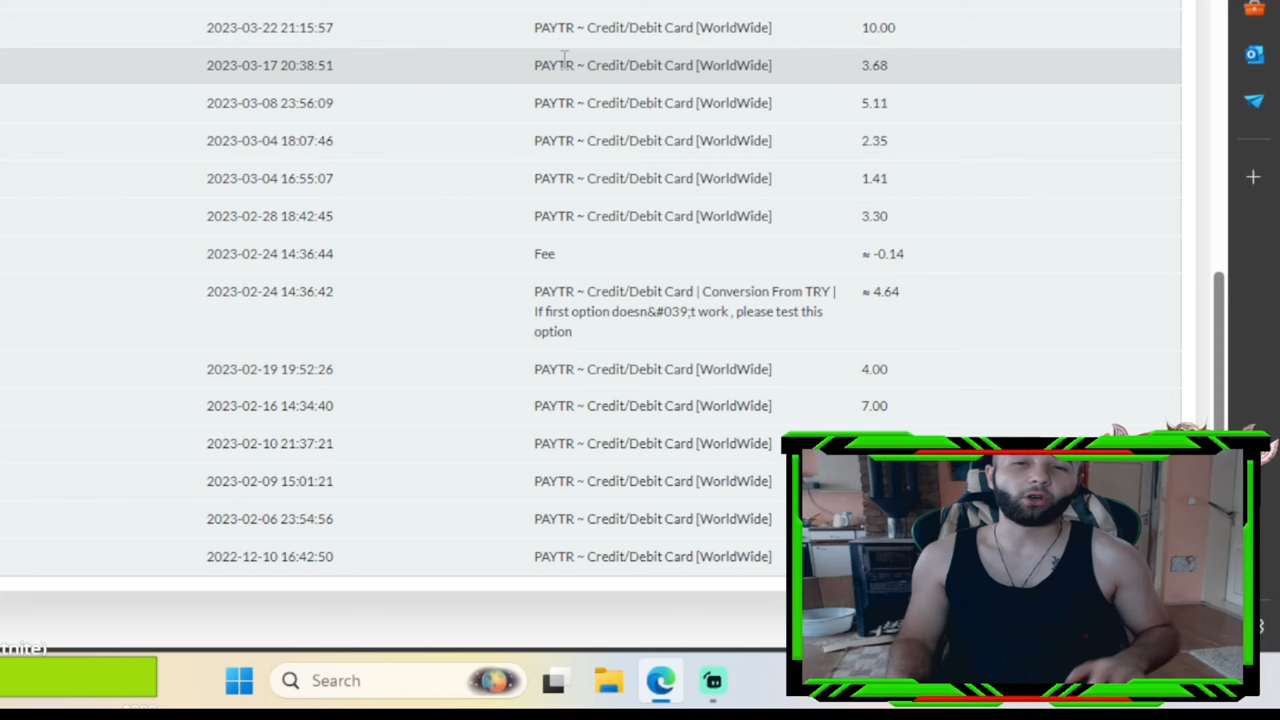 2023-03-22 21:15:57 PAYTR ~ Credit/Debit Card [WorldWide] 10.00
2023-03-17 20:38:51 PAYTR ~ Credit/Debit Card [WorldWide] 3.68
2023-03-08 23:56:09 PAYTR ~ Credit/Debit Card [WorldWide] 5.11
2023-03-04 18:07:46 PAYTR ~ Credit/Debit Card [WorldWide] 2.35
2023-03-04 16:55:07 PAYTR ~ Credit/Debit Card [WorldWide] 1.41
2023-02-28 18:42:45 PAYTR ~ Credit/Debit Card [WorldWide] 3.30
2023-02-24 14:36:44 Fee ≈ -0.14
2023-02-24 14:36:42 PAYTR ~ Credit/Debit Card | Conversion From TRY | ≈ 4.64
If first option doesn&#039;t work , please test this
option
2023-02-19 19:52:26 PAYTR ~ Credit/Debit Card [WorldWide] 4.00
2023-02-16 14:34:40 PAYTR ~ Credit/Debit Card [WorldWide] 7.00
2023-02-10 21:37:21 PAYTR ~ Credit/Debit Card [WorldWide]
2023-02-09 15:01:21 PAYTR ~ Credit/Debit Card [WorldWide]
2023-02-06 23:54:56 PAYTR ~ Credit/Debit Card [WorldWide]
2022-12-10 16:42:50 PAYTR ~ Credit/Debit Card [WorldWide]
tnite)
Search